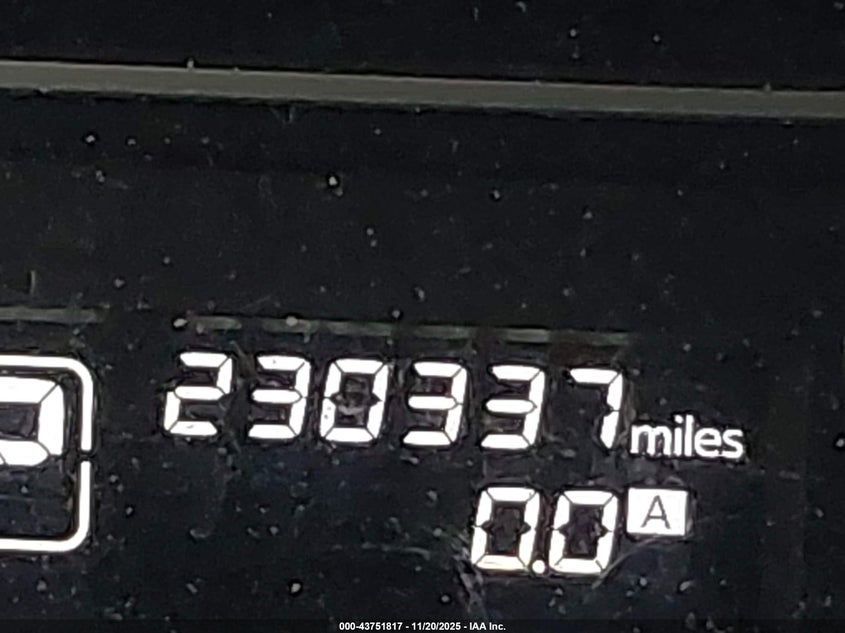 230337 miles
0.0 A
000-43751817 - 11/20/2025 - IAA Inc.